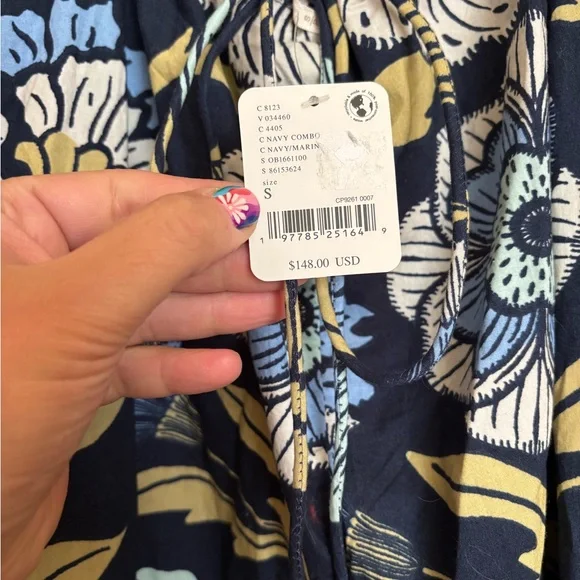 C 8123
V 034460
C 4405
C NAVY COMBO
C NAVY/MARIN
S OB1661100
S 86153624
size
S
CP9261 0007
1 97785 25164 9
$148.00 USD